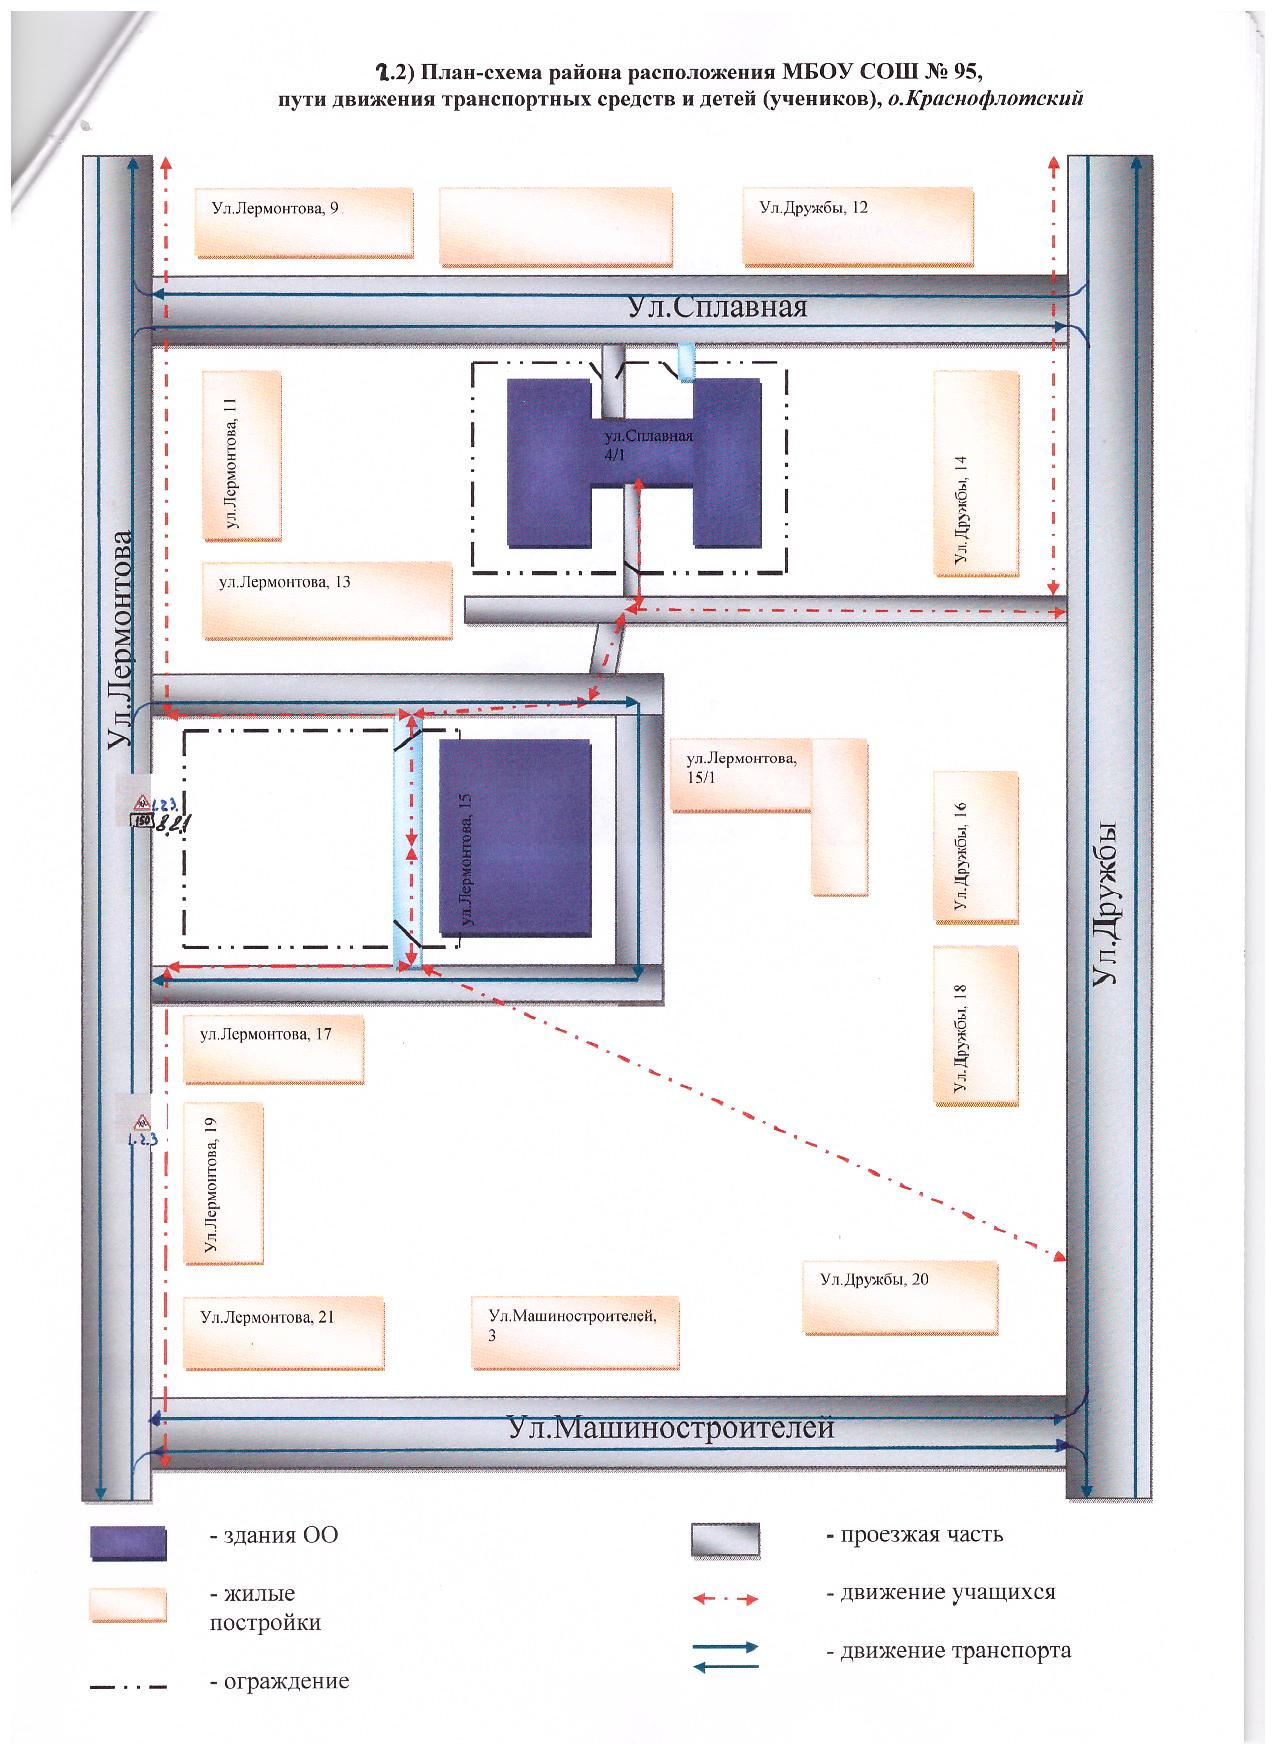 2.2) План-схема района расположения МБОУ СОШ № 95,
пути движения транспортных средств и детей (учеников), о.Краснофлотский
Ул.Лермонтова, 9
Ул.Дружбы, 12
Ул.Сплавная
ул.Лермонтова, 11
ул.Сплавная
4/1
Ул.Дружбы, 14
ул.Лермонтова, 13
Ул.Лермонтова
ул.Лермонтова, 15
ул.Лермонтова,
15/1
1.23.
150
8.2.1
Ул.Дружбы, 16
Ул.Дружбы
Ул.Дружбы, 18
ул.Лермонтова, 17
1.2.3
Ул.Лермонтова, 19
Ул.Дружбы, 20
Ул.Лермонтова, 21
Ул.Машиностроителей,
3
Ул.Машиностроителей
- здания ОО
- проезжая часть
- жилые
постройки
- движение учащихся
- движение транспорта
- ограждение